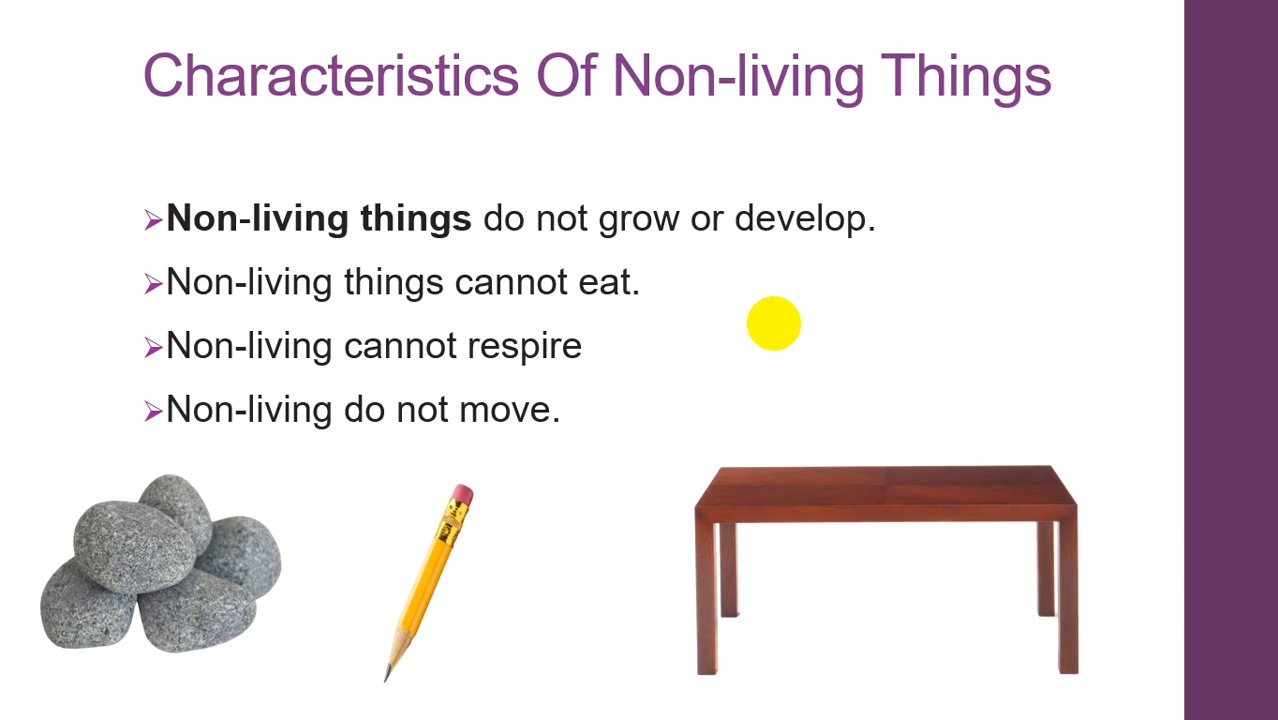 Characteristics Of Non-living Things
➢Non-living things do not grow or develop.
➢Non-living things cannot eat.
➢Non-living cannot respire
➢Non-living do not move.